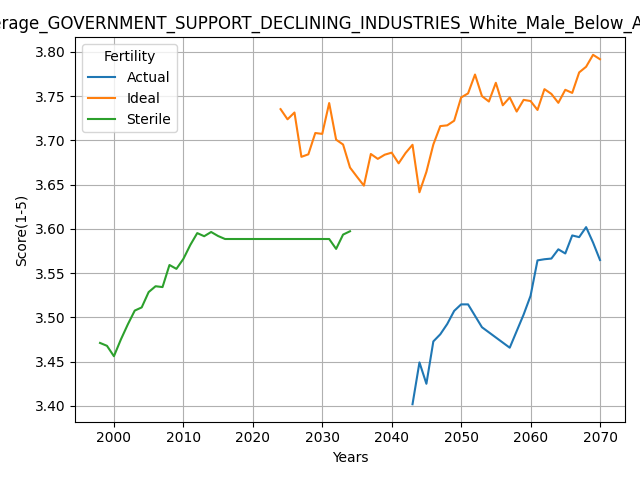 erage_GOVERNMENT_SUPPORT_DECLINING_INDUSTRIES_White_Male_Below_A
Fertility
Actual
Ideal
Sterile
3.80
3.75
3.70
3.65
3.60
3.55
3.50
3.45
3.40
Score(1-5)
2000 2010 2020 2030 2040 2050 2060 2070
Years